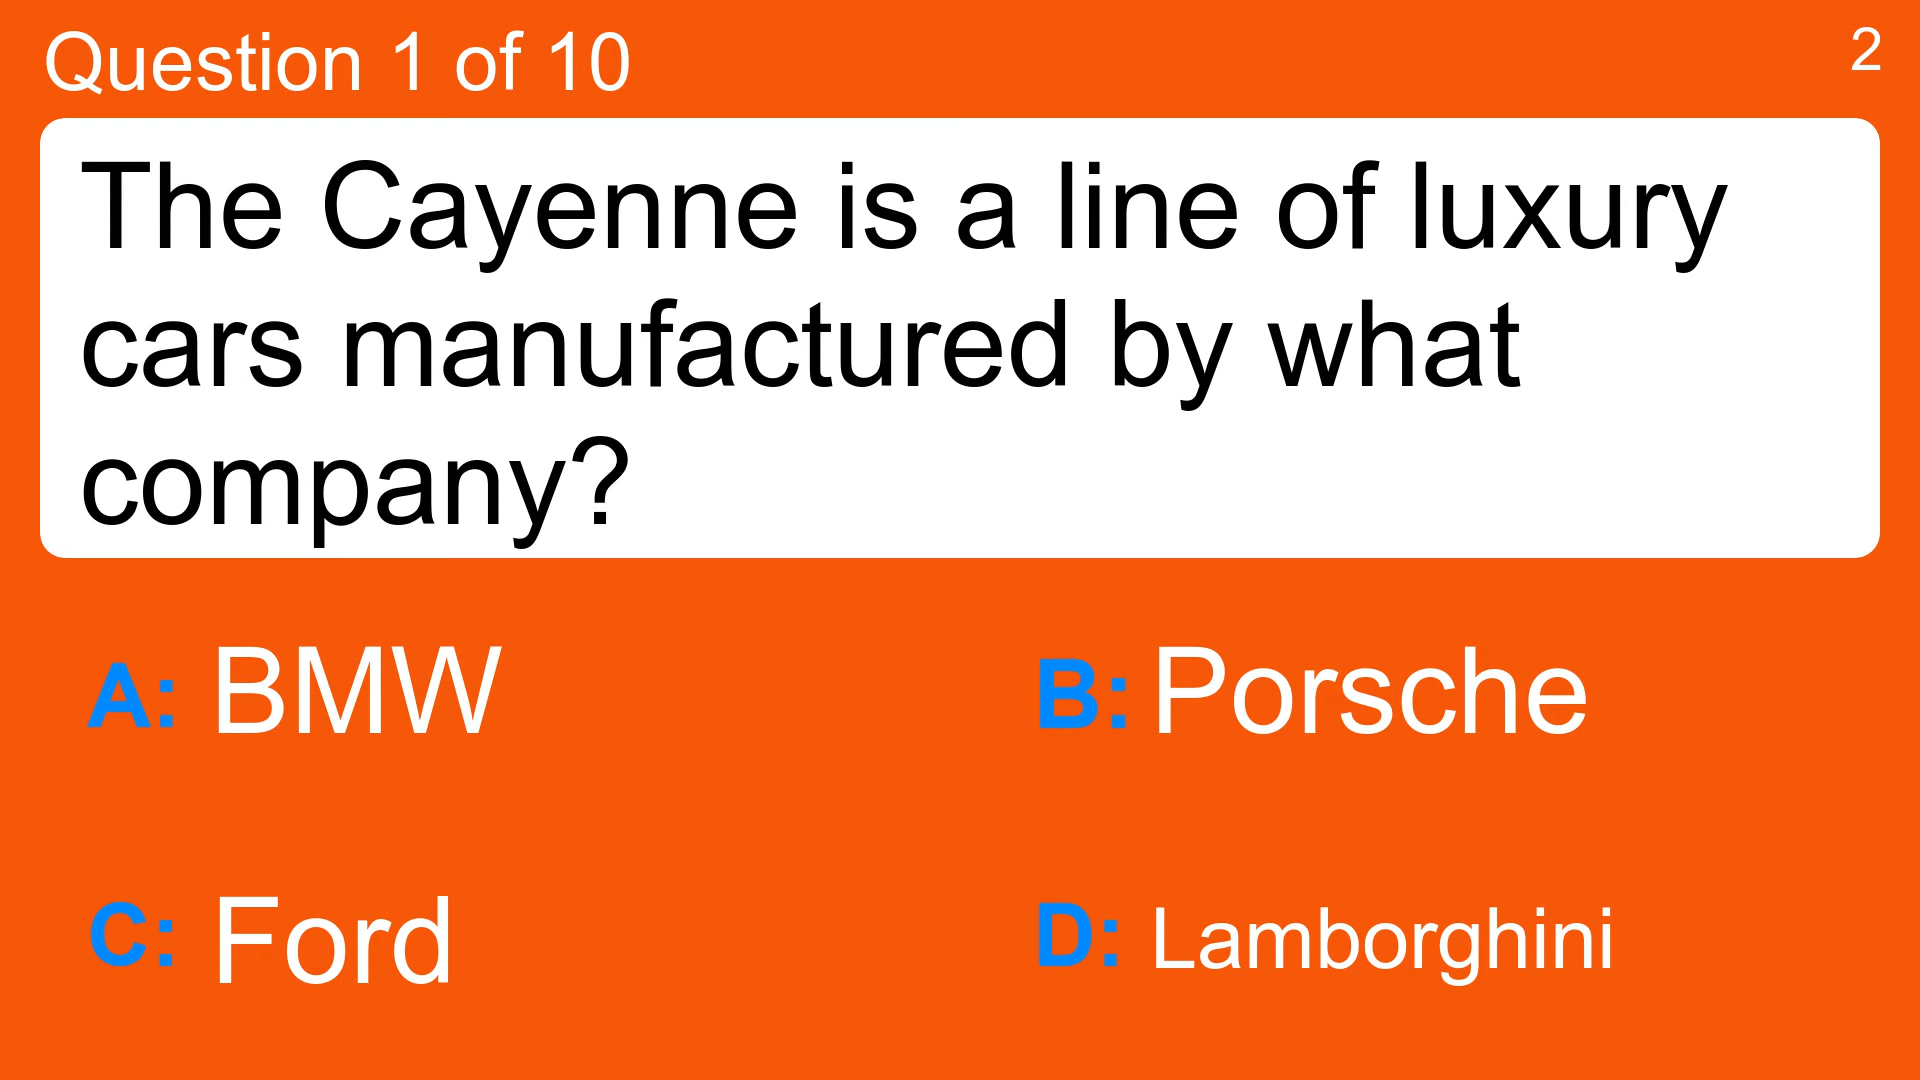 Question 1 of 10
2
The Cayenne is a line of luxury
cars manufactured by what
company?
A: BMW
B: Porsche
C: Ford
D: Lamborghini